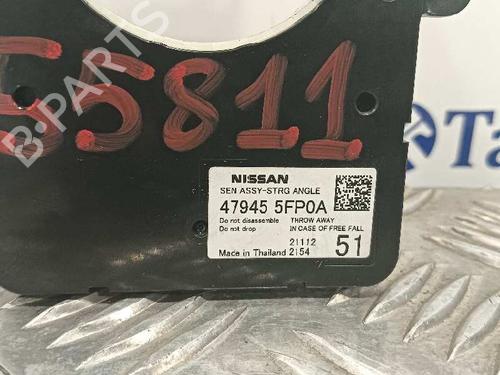 55811
B-PARTS
Ta
NISSAN
SEN ASSY-STRG ANGLE
47945 5FP0A
Do not disassemble THROW AWAY
Do not drop IN CASE OF FREE FALL
21112
Made in Thailand 2154 51